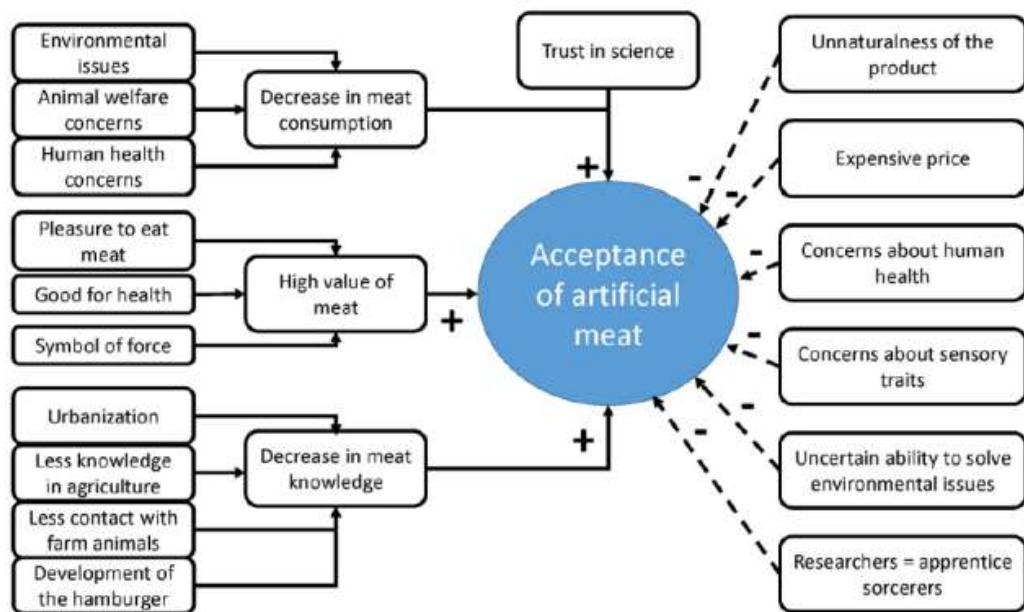 Environmental
issues
Animal welfare
concerns
Human health
concerns
Decrease in meat
consumption
Trust in science
+
Pleasure to eat
meat
Good for health
Symbol of force
High value of
meat
+
Urbanization
Less knowledge
in agriculture
Less contact with
farm animals
Development of
the hamburger
Decrease in meat
knowledge
+
Acceptance
of artificial
meat
Unnaturalness of the
product
-
Expensive price
-
Concerns about human
health
-
Concerns about sensory
traits
-
Uncertain ability to solve
environmental issues
-
Researchers = apprentice
sorcerers
-